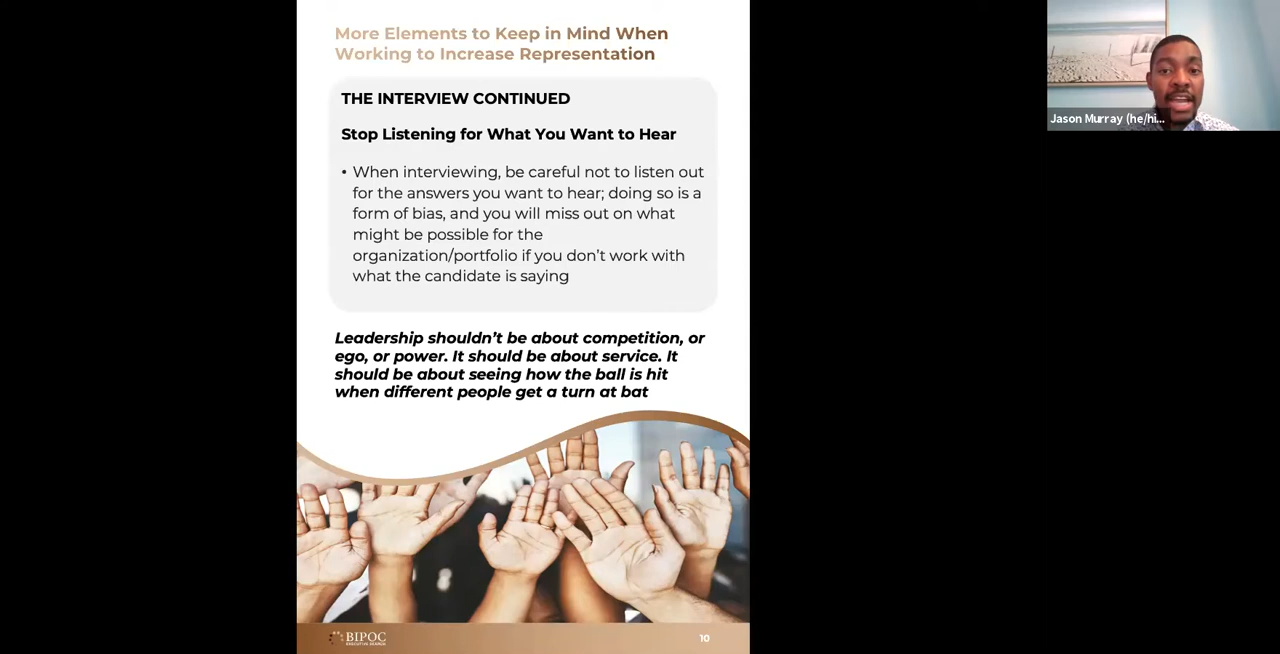 More Elements to Keep in Mind When
Working to Increase Representation
THE INTERVIEW CONTINUED
Stop Listening for What You Want to Hear
• When interviewing, be careful not to listen out
for the answers you want to hear; doing so is a
form of bias, and you will miss out on what
might be possible for the
organization/portfolio if you don’t work with
what the candidate is saying
Leadership shouldn’t be about competition, or
ego, or power. It should be about service. It
should be about seeing how the ball is hit
when different people get a turn at bat
BIPOC
EXECUTIVE SEARCH
10
Jason Murray (he/hi...